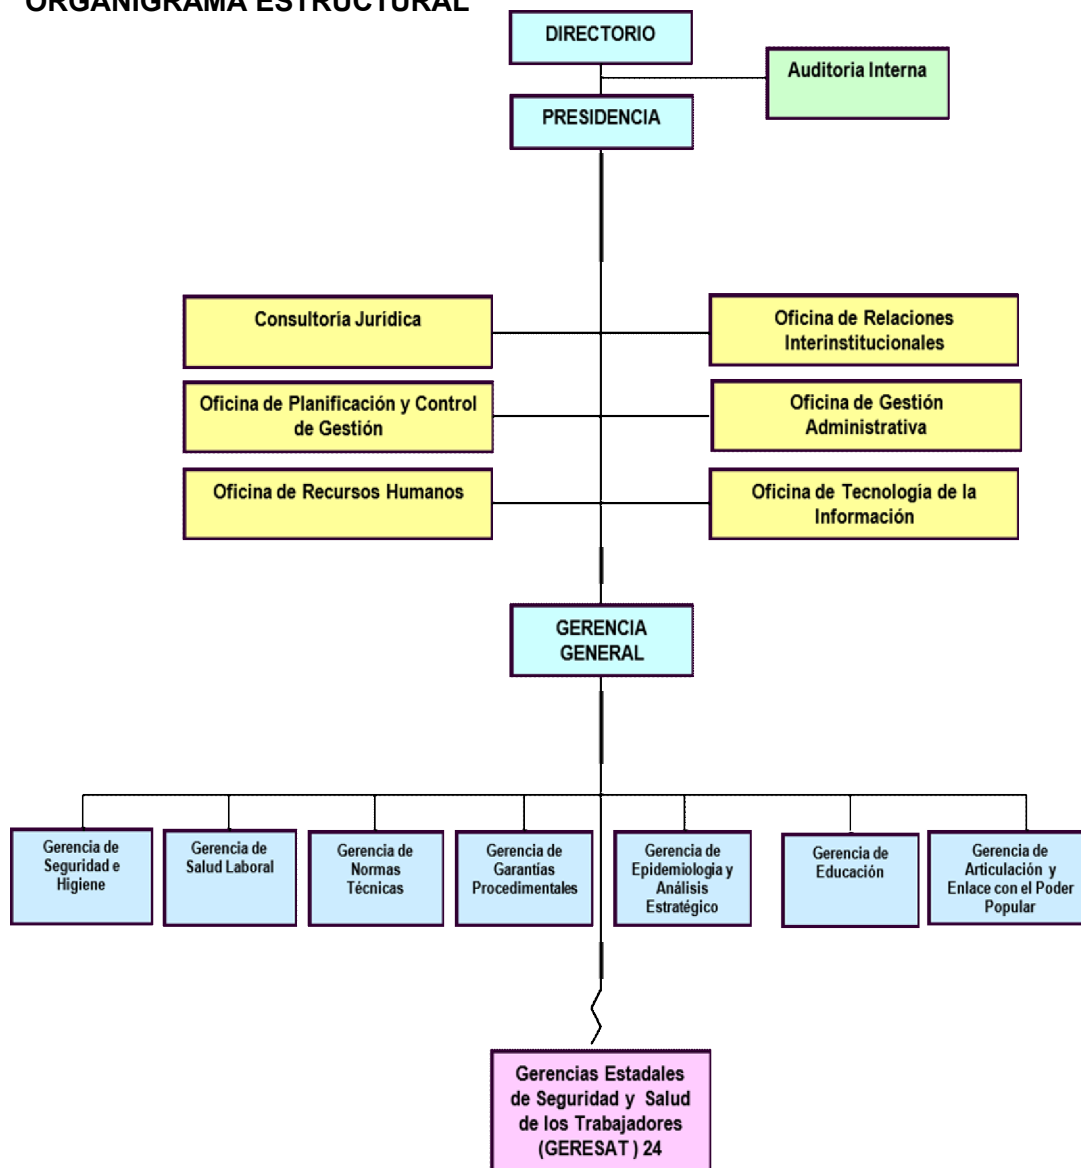 ORGANIGRAMA ESTRUCTURAL
DIRECTORIO
Auditoria Interna
PRESIDENCIA
Consultoría Jurídica
Oficina de Relaciones
Interinstitucionales
Oficina de Planificación y Control
de Gestión
Oficina de Gestión
Administrativa
Oficina de Recursos Humanos
Oficina de Tecnología de la
Información
GERENCIA
GENERAL
Gerencia de
Seguridad e
Higiene
Gerencia de
Salud Laboral
Gerencia de
Normas
Técnicas
Gerencia de
Garantías
Procedimentales
Gerencia de
Epidemiología y
Análisis
Estratégico
Gerencia de
Educación
Gerencia de
Articulación y
Enlace con el Poder
Popular
Gerencias Estadales
de Seguridad y Salud
de los Trabajadores
(GERESAT ) 24